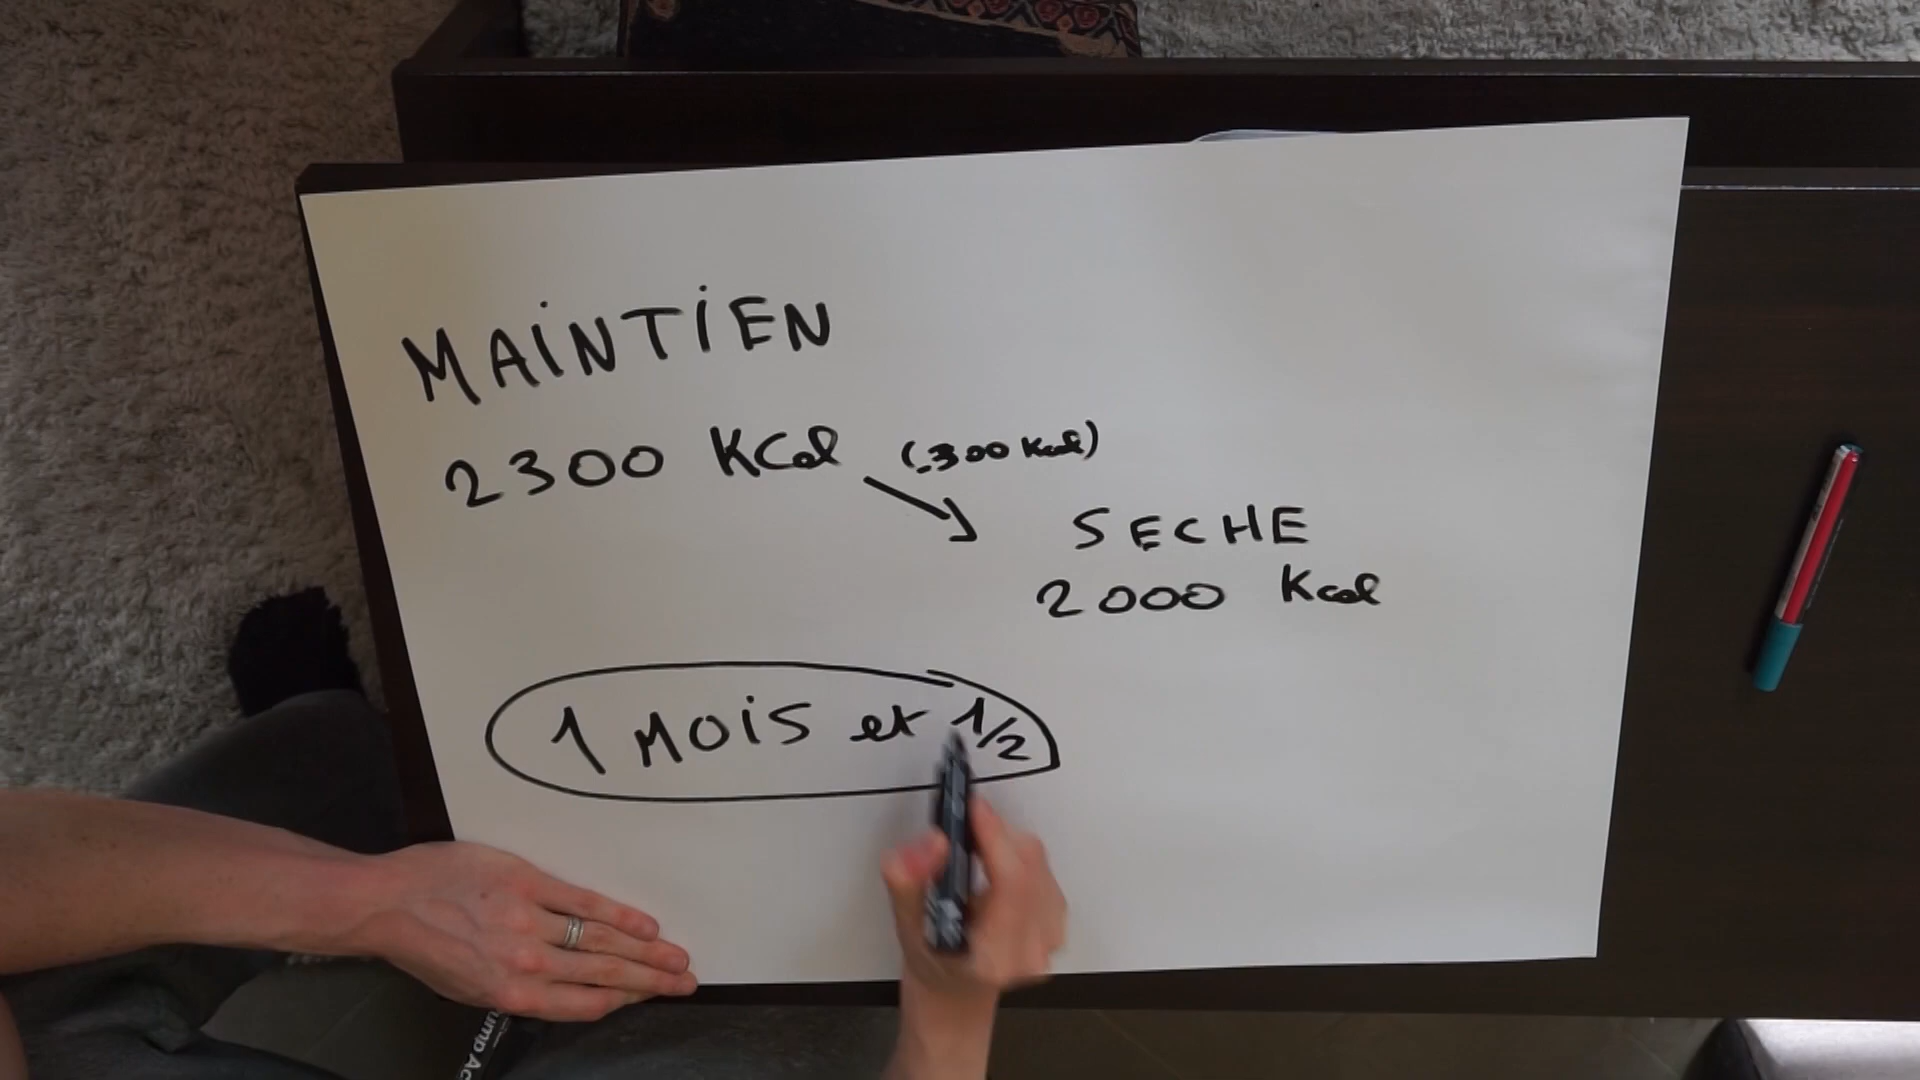 MAINTIEN
2300 KCal (-300 Kcal)
SECHE
2000 Kcal
1 MOIS et 1/2